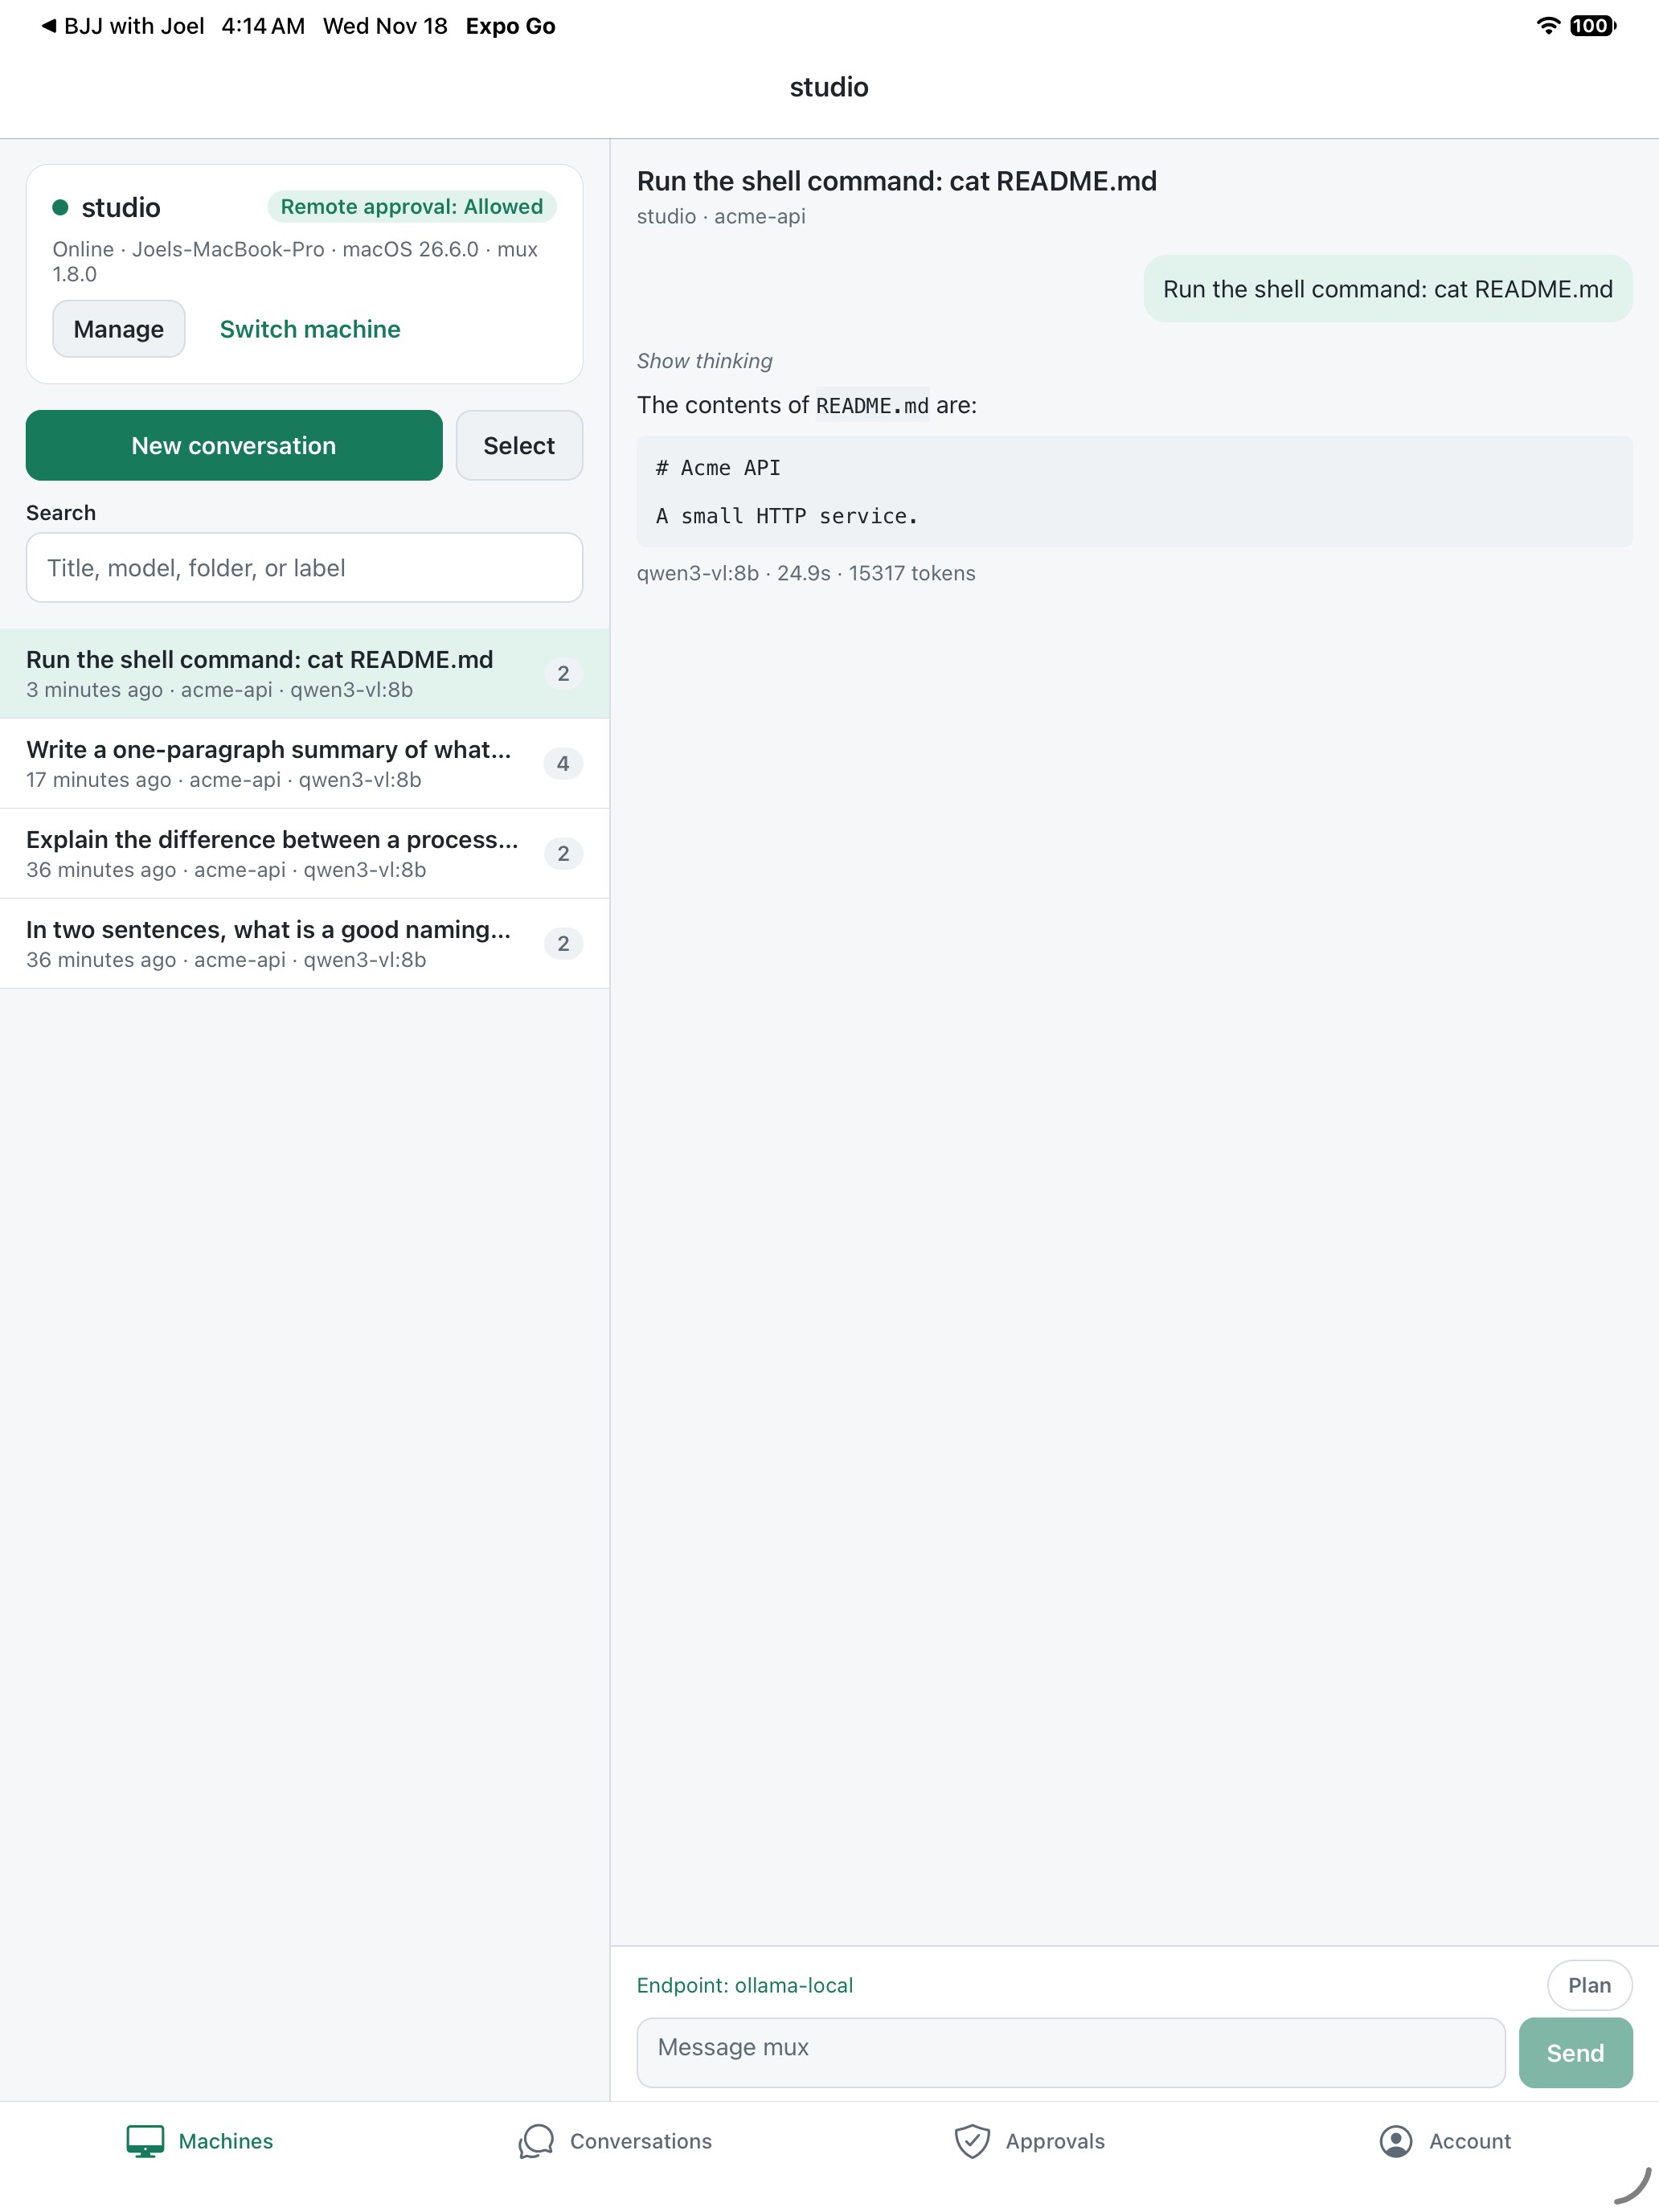 ◀ BJJ with Joel 4:14 AM Wed Nov 18 Expo Go
100
studio
studio
Remote approval: Allowed
Online · Joels-MacBook-Pro · macOS 26.6.0 · mux
1.8.0
Manage
Switch machine
New conversation
Select
Search
Title, model, folder, or label
Run the shell command: cat README.md
3 minutes ago · acme-api · qwen3-vl:8b
2
Write a one-paragraph summary of what...
17 minutes ago · acme-api · qwen3-vl:8b
4
Explain the difference between a process...
36 minutes ago · acme-api · qwen3-vl:8b
2
In two sentences, what is a good naming...
36 minutes ago · acme-api · qwen3-vl:8b
2
Run the shell command: cat README.md
studio · acme-api
Run the shell command: cat README.md
Show thinking
The contents of README.md are:
# Acme API
A small HTTP service.
qwen3-vl:8b · 24.9s · 15317 tokens
Endpoint: ollama-local
Plan
Message mux
Send
Machines
Conversations
Approvals
Account